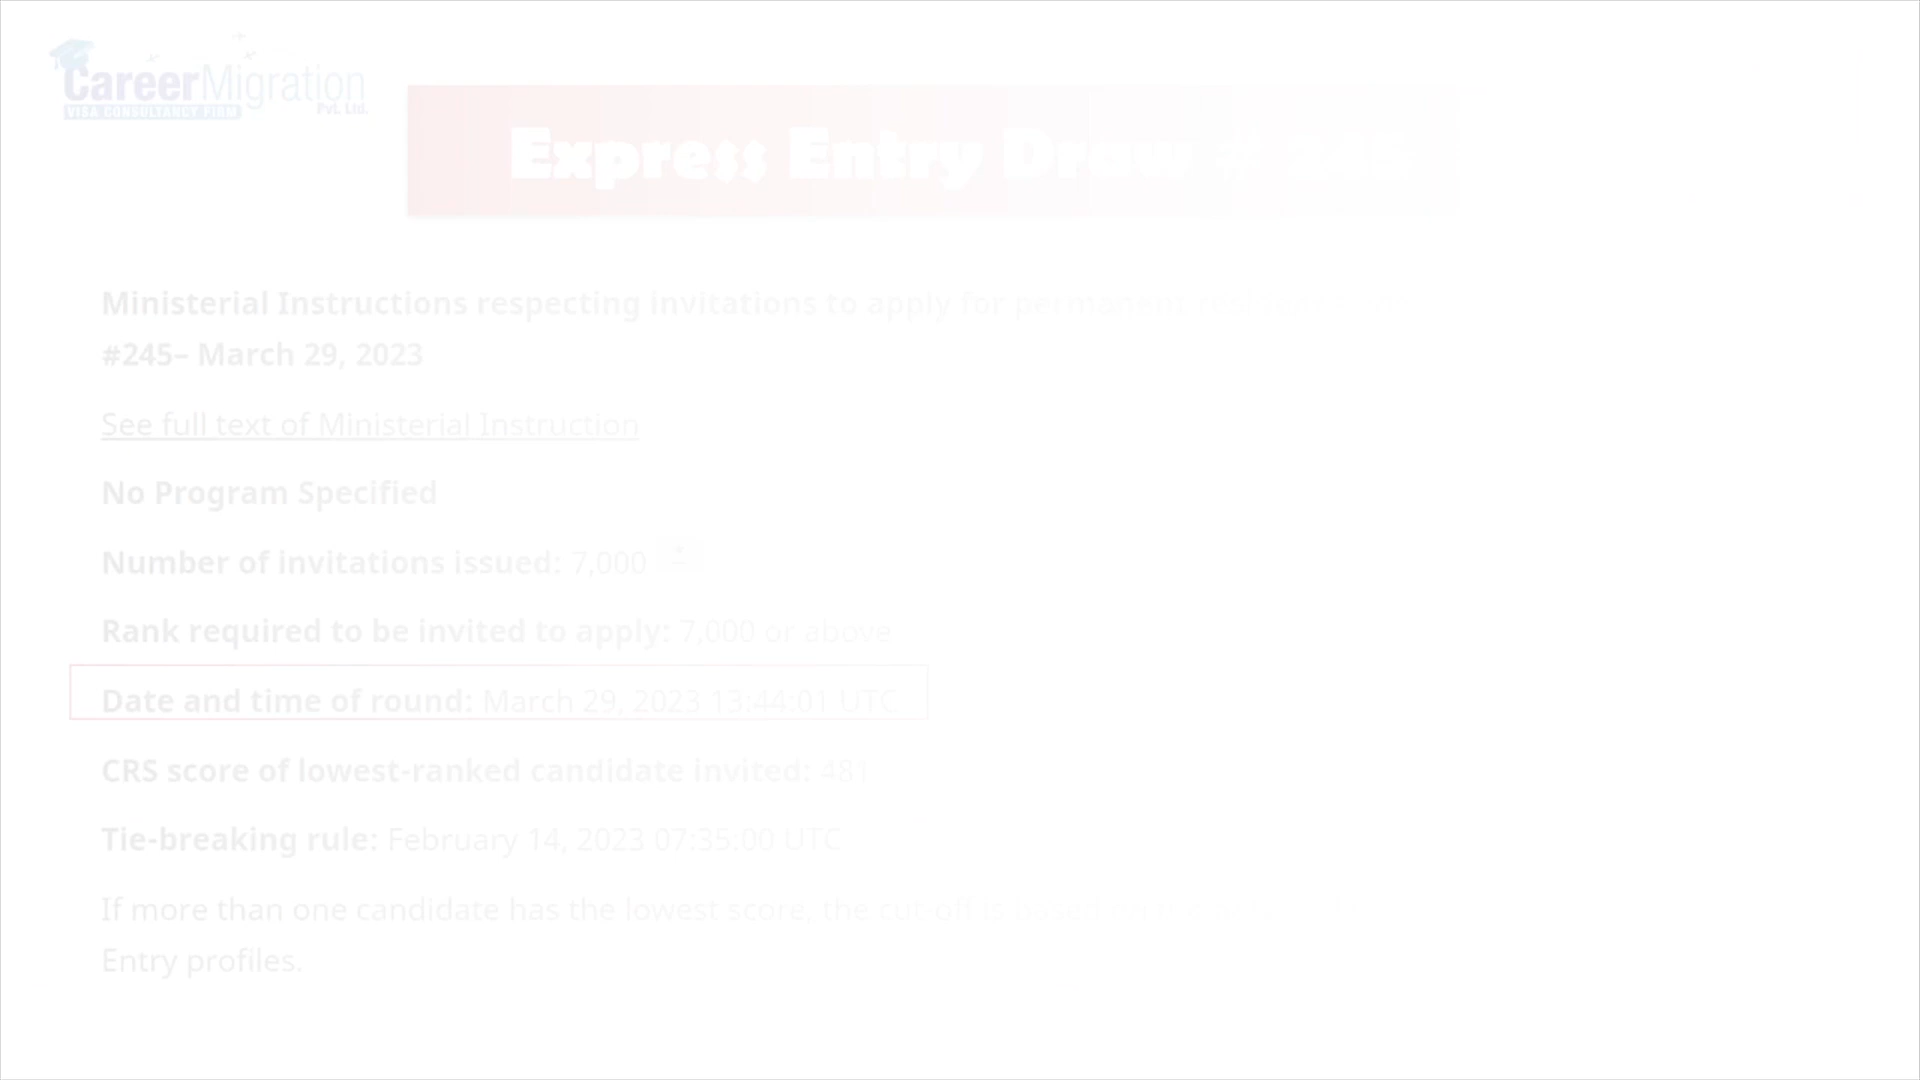 CareerMigration
VISA CONSULTANCY FIRM
Pvt. Ltd.
Express Entry Draw # 245
Ministerial Instructions respecting invitations to apply for permanent
#245– March 29, 2023
See full text of Ministerial Instruction
No Program Specified
Number of invitations issued: 7,000 *
Rank required to be invited to apply: 7,000 or above
Date and time of round: March 29, 2023 13:44:01 UTC
CRS score of lowest-ranked candidate invited: 481
Tie-breaking rule: February 14, 2023 07:35:00 UTC
If more than one candidate has the lowest score, the cut-off is based on
Entry profiles.